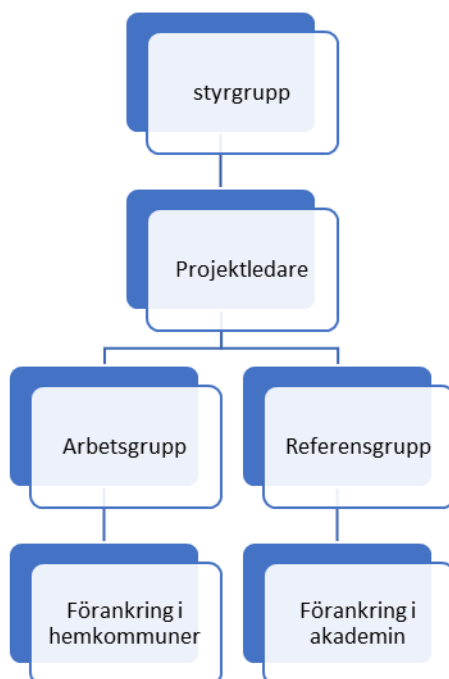 styrgrupp
Projektledare
Arbetsgrupp
Referensgrupp
Förankring i
hemkommuner
Förankring i
akademin